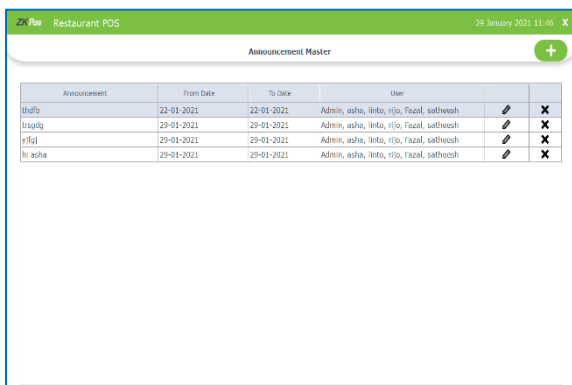 ZKPos Restaurant POS 29 January 2021 11:46 X
Announcement Master +
Announcement From Date To Date User
thdfb 22-01-2021 22-01-2021 Admin, asha, linto, rijo, Fazal, satheesh
trsgdg 29-01-2021 29-01-2021 Admin, asha, linto, rijo, Fazal, satheesh
yjfgj 29-01-2021 29-01-2021 Admin, asha, linto, rijo, Fazal, satheesh
hi asha 29-01-2021 29-01-2021 Admin, asha, linto, rijo, Fazal, satheesh